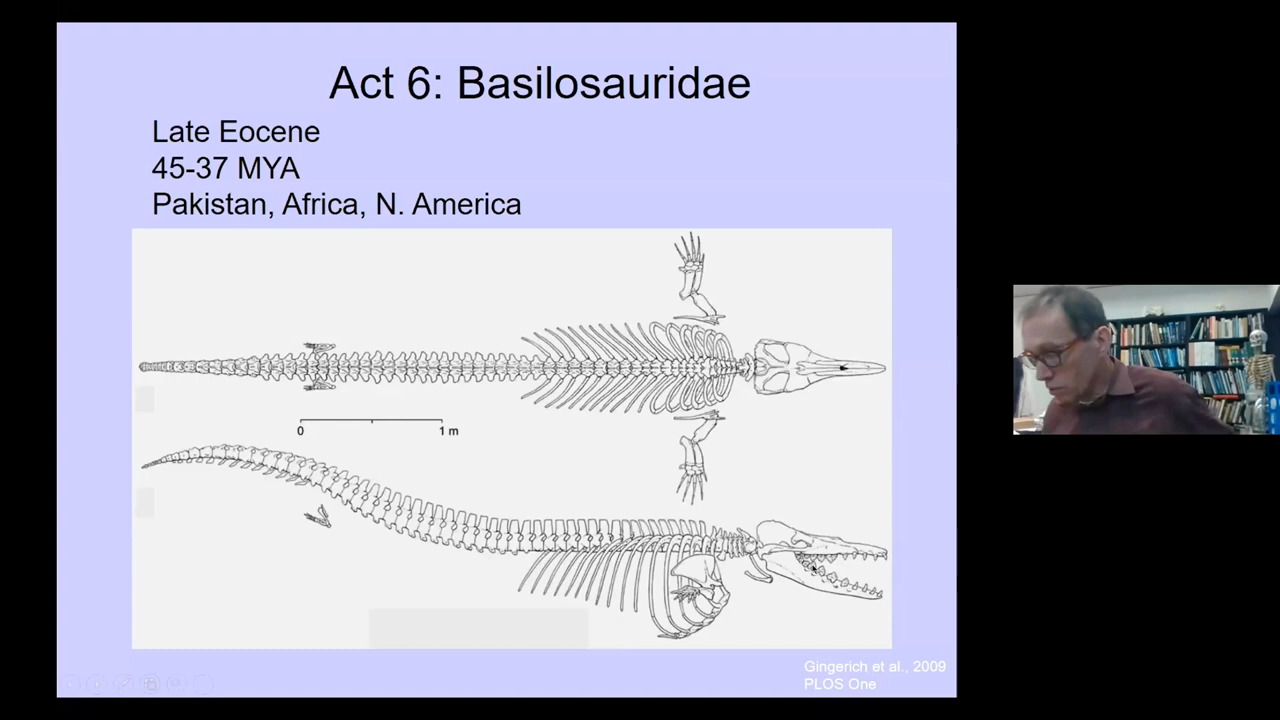 Act 6: Basilosauridae
Late Eocene
45-37 MYA
Pakistan, Africa, N. America
0 1 m
Gingerich et al., 2009
PLOS One